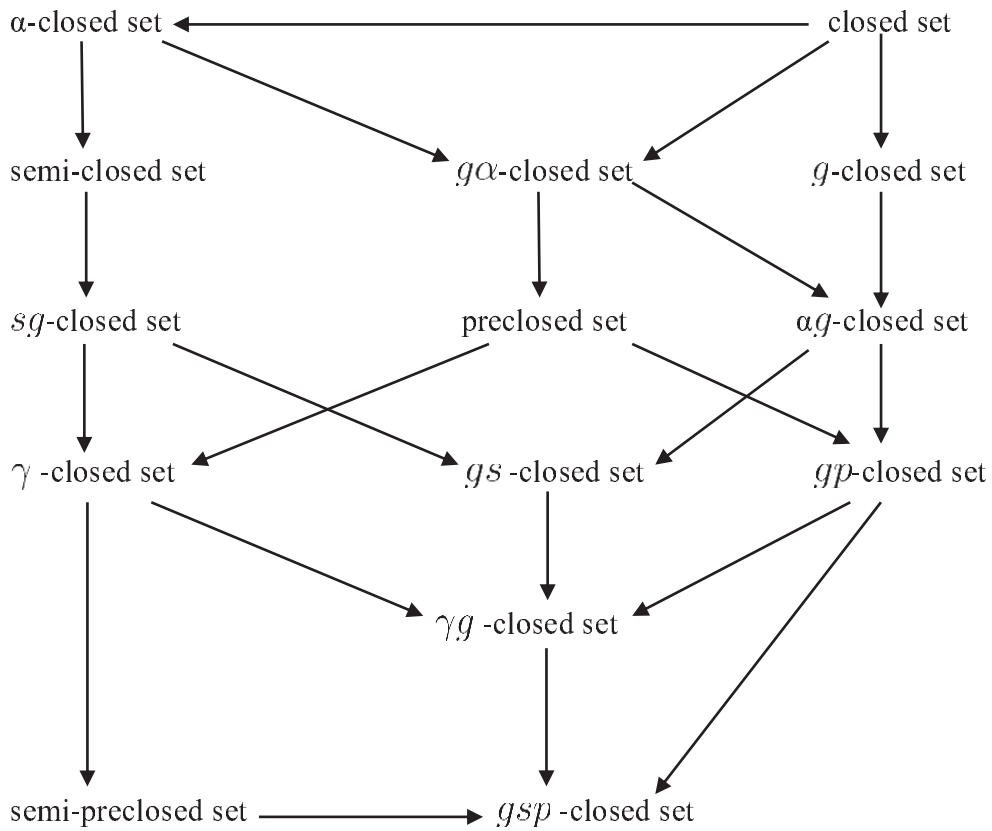 α-closed set closed set
semi-closed set gα-closed set g-closed set
sg-closed set preclosed set αg-closed set
γ -closed set gs -closed set gp-closed set
γg -closed set
semi-preclosed set gsp -closed set